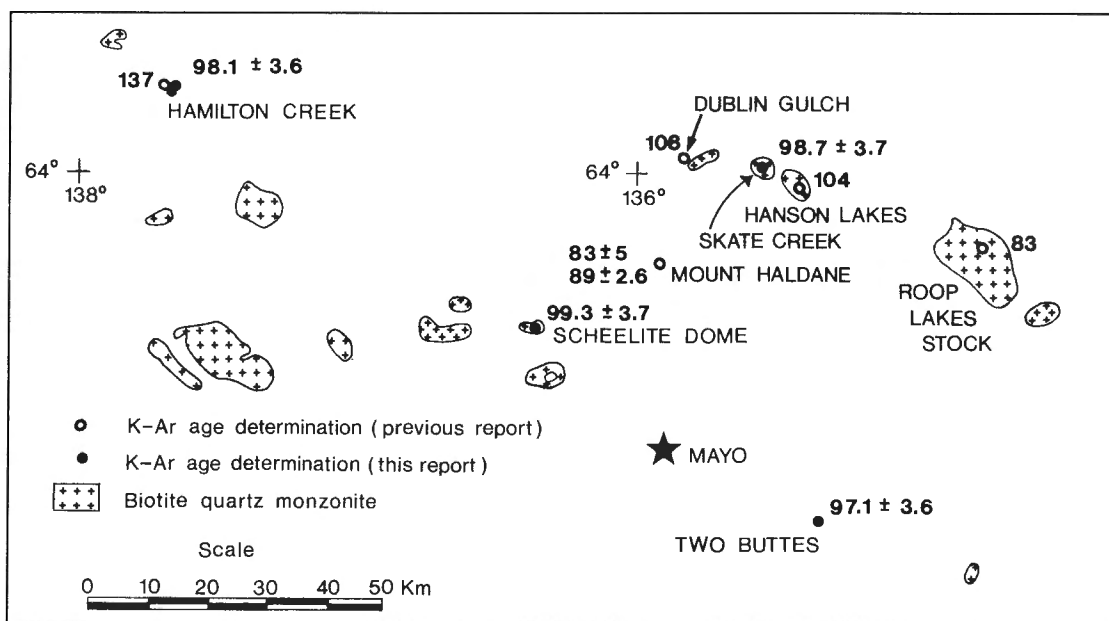 137
98.1 ± 3.6
HAMILTON CREEK
DUBLIN GULCH
106
98.7 ± 3.7
64°
138°
64°
136°
104
HANSON LAKES
SKATE CREEK
83
83 ± 5
89 ± 2.6
MOUNT HALDANE
ROOP
LAKES
STOCK
99.3 ± 3.7
SCHEELITE DOME
K-Ar age determination (previous report)
K-Ar age determination (this report)
Biotite quartz monzonite
MAYO
97.1 ± 3.6
TWO BUTTES
Scale
0 10 20 30 40 50 Km